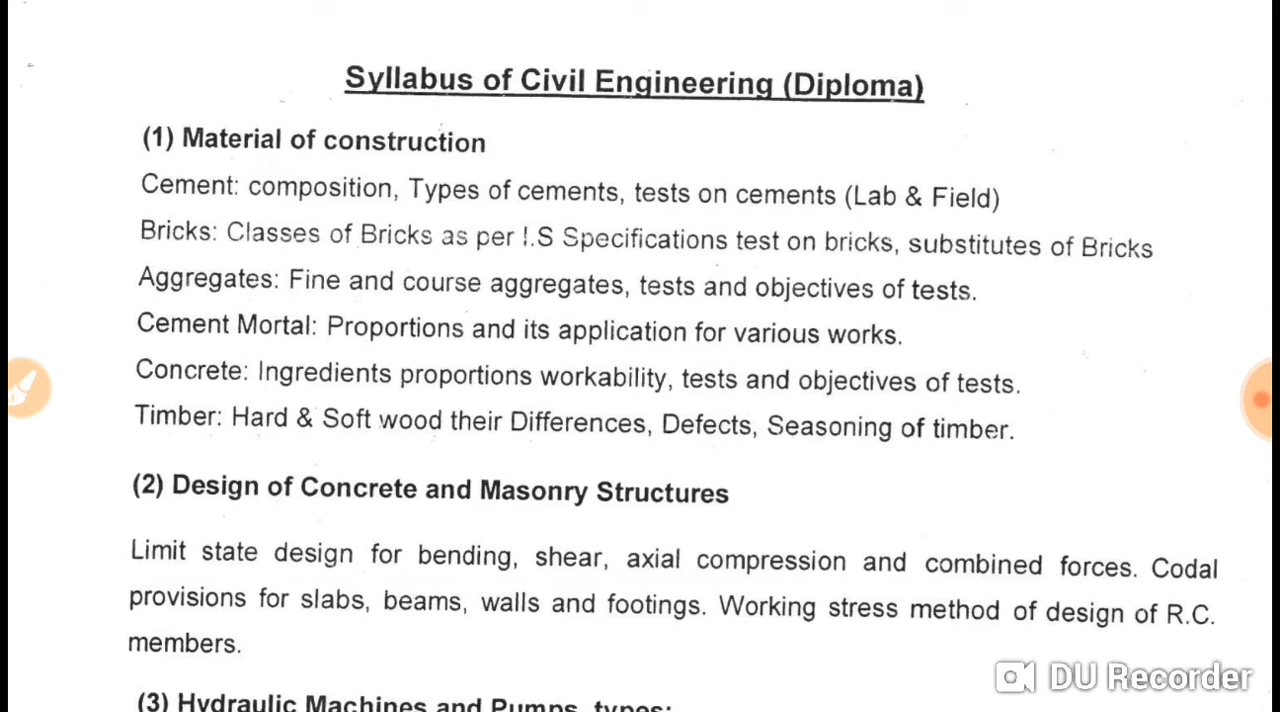 Syllabus of Civil Engineering (Diploma)
(1) Material of construction
Cement: composition, Types of cements, tests on cements (Lab & Field)
Bricks: Classes of Bricks as per I.S Specifications test on bricks, substitutes of Bricks
Aggregates: Fine and course aggregates, tests and objectives of tests.
Cement Mortal: Proportions and its application for various works.
Concrete: Ingredients proportions workability, tests and objectives of tests.
Timber: Hard & Soft wood their Differences, Defects, Seasoning of timber.
(2) Design of Concrete and Masonry Structures
Limit state design for bending, shear, axial compression and combined forces. Codal
provisions for slabs, beams, walls and footings. Working stress method of design of R.C.
members.
(3) Hydraulic Machines and Pumps, types:
DU Recorder